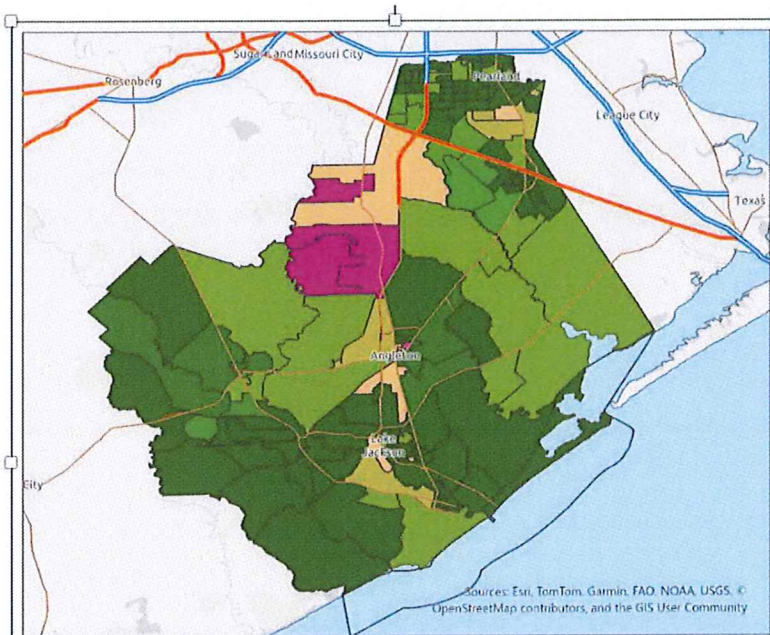 Sugar Land Missouri City
Rosenberg
Pearland
League City
Texas
Angleton
Lake
Jackson
City
Sources: Esri, TomTom, Garmin, FAO, NOAA, USGS, ©
OpenStreetMap contributors, and the GIS User Community